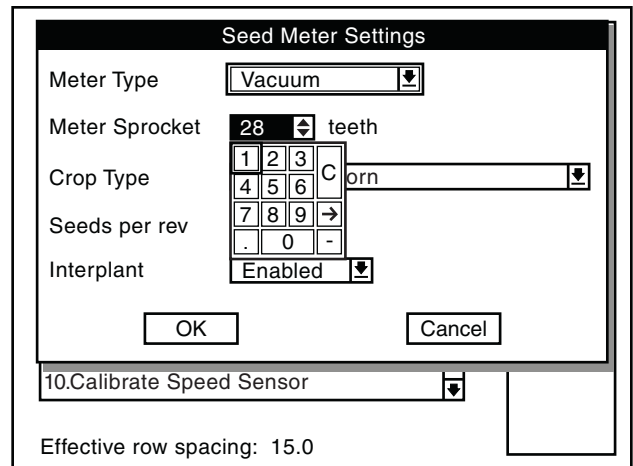 Seed Meter Settings
Meter Type Vacuum
Meter Sprocket 28 teeth
1 2 3 C
Crop Type orn
4 5 6
7 8 9 →
Seeds per rev
. 0 -
Interplant Enabled
OK Cancel
10.Calibrate Speed Sensor
Effective row spacing: 15.0